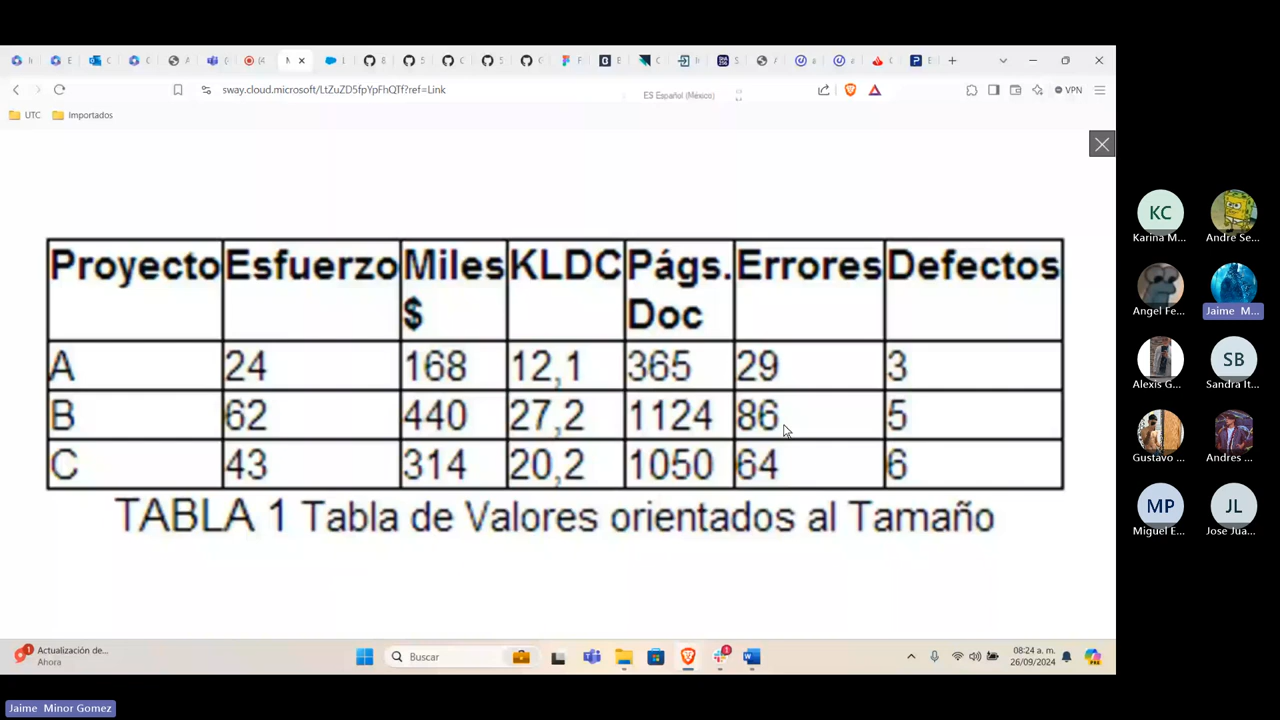 sway.cloud.microsoft/LtZuZD5fpYpFhQTf?ref=Link
ES Español (México)
VPN
UTC
Importados
Proyecto Esfuerzo Miles $ KLDC Págs. Doc Errores Defectos
A 24 168 12,1 365 29 3
B 62 440 27,2 1124 86 5
C 43 314 20,2 1050 64 6
TABLA 1 Tabla de Valores orientados al Tamaño
KC
Karina M...
Andre Se...
Angel Fe...
Jaime M...
Alexis G...
SB
Sandra It...
Gustavo ...
Andres ...
MP
Miguel E...
JL
Jose Jua...
Actualización de...
Ahora
Buscar
08:24 a. m.
26/09/2024
Jaime Minor Gomez